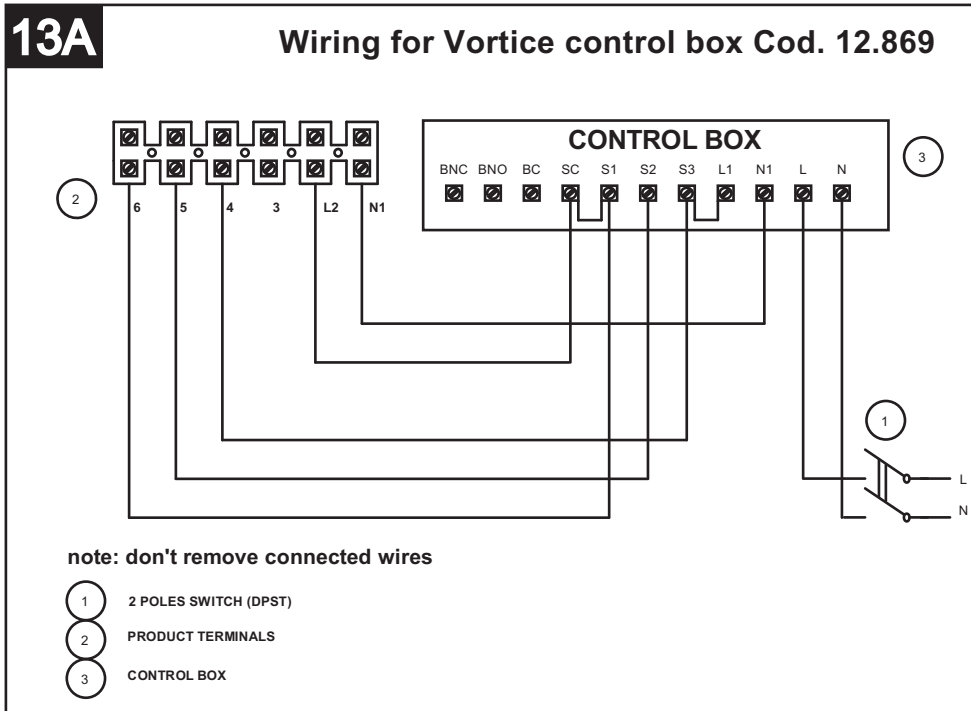 13A
Wiring for Vortice control box Cod. 12.869
CONTROL BOX
BNC BNO BC SC S1 S2 S3 L1 N1 L N
3
2
6 5 4 3 L2 N1
1
L
N
note: don't remove connected wires
1 2 POLES SWITCH (DPST)
2 PRODUCT TERMINALS
3 CONTROL BOX